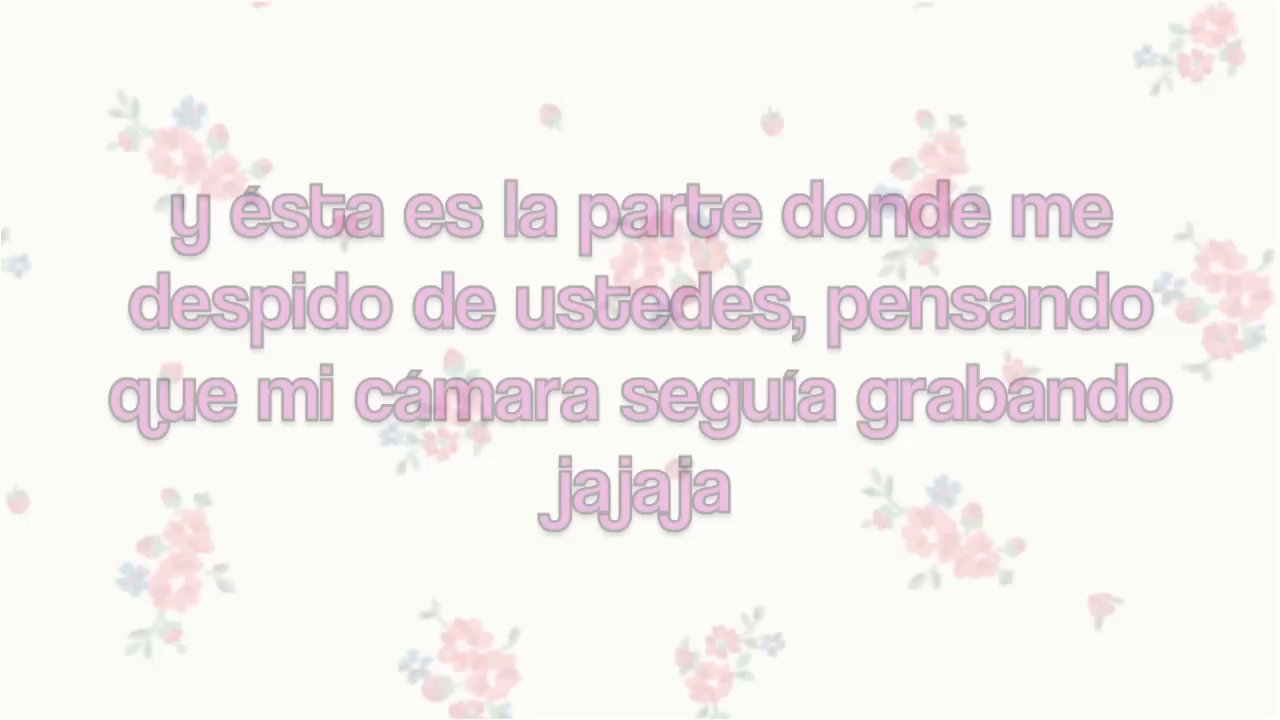 y ésta es la parte donde me
despido de ustedes, pensando
que mi cámara seguía grabando
jajaja